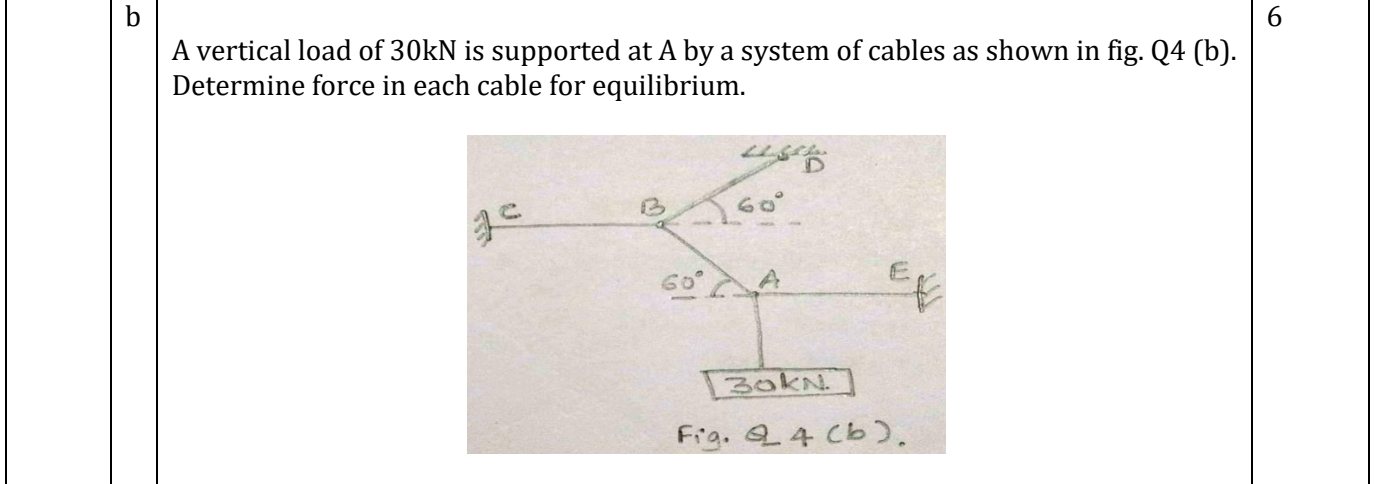 b
6
A vertical load of 30kN is supported at A by a system of cables as shown in fig. Q4 (b).
Determine force in each cable for equilibrium.
D
C
B
60°
60°
A
E
30kN.
Fig. Q 4 (b).